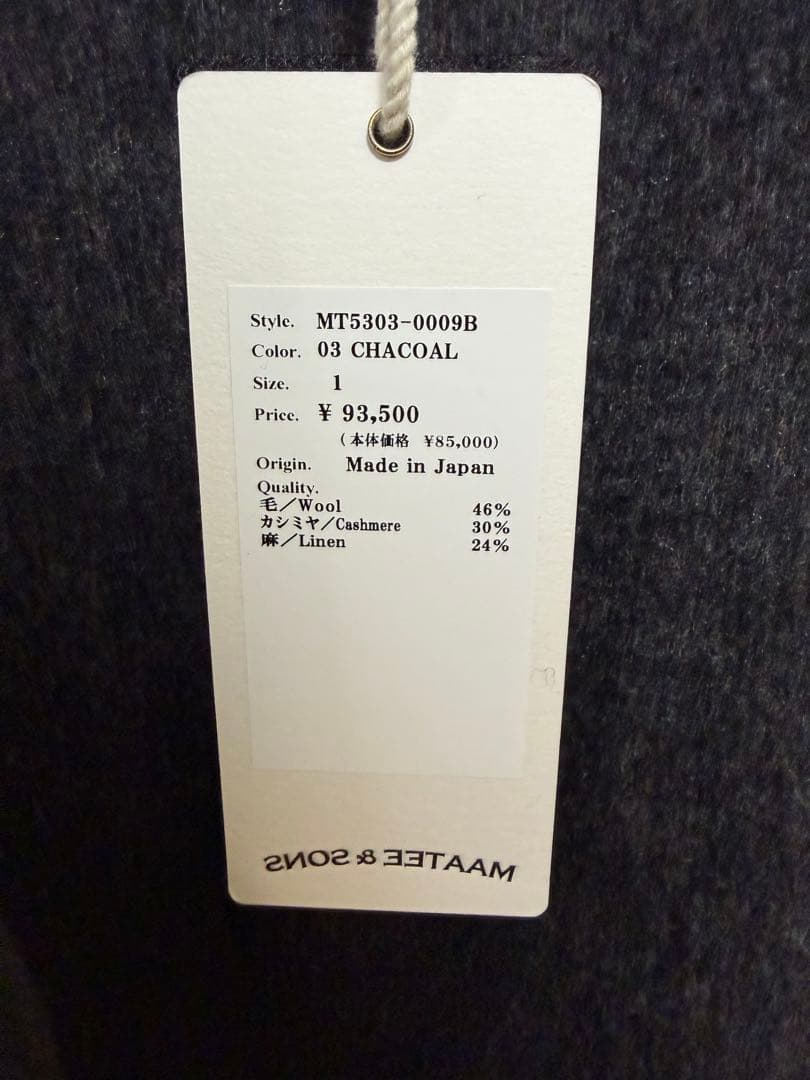 Style. MT5303-0009B
Color. 03 CHACOAL
Size. 1
Price. ¥ 93,500
(本体価格 ¥85,000)
Origin. Made in Japan
Quality.
毛/Wool 46%
カシミヤ/Cashmere 30%
麻/Linen 24%
MAATEE & SONS